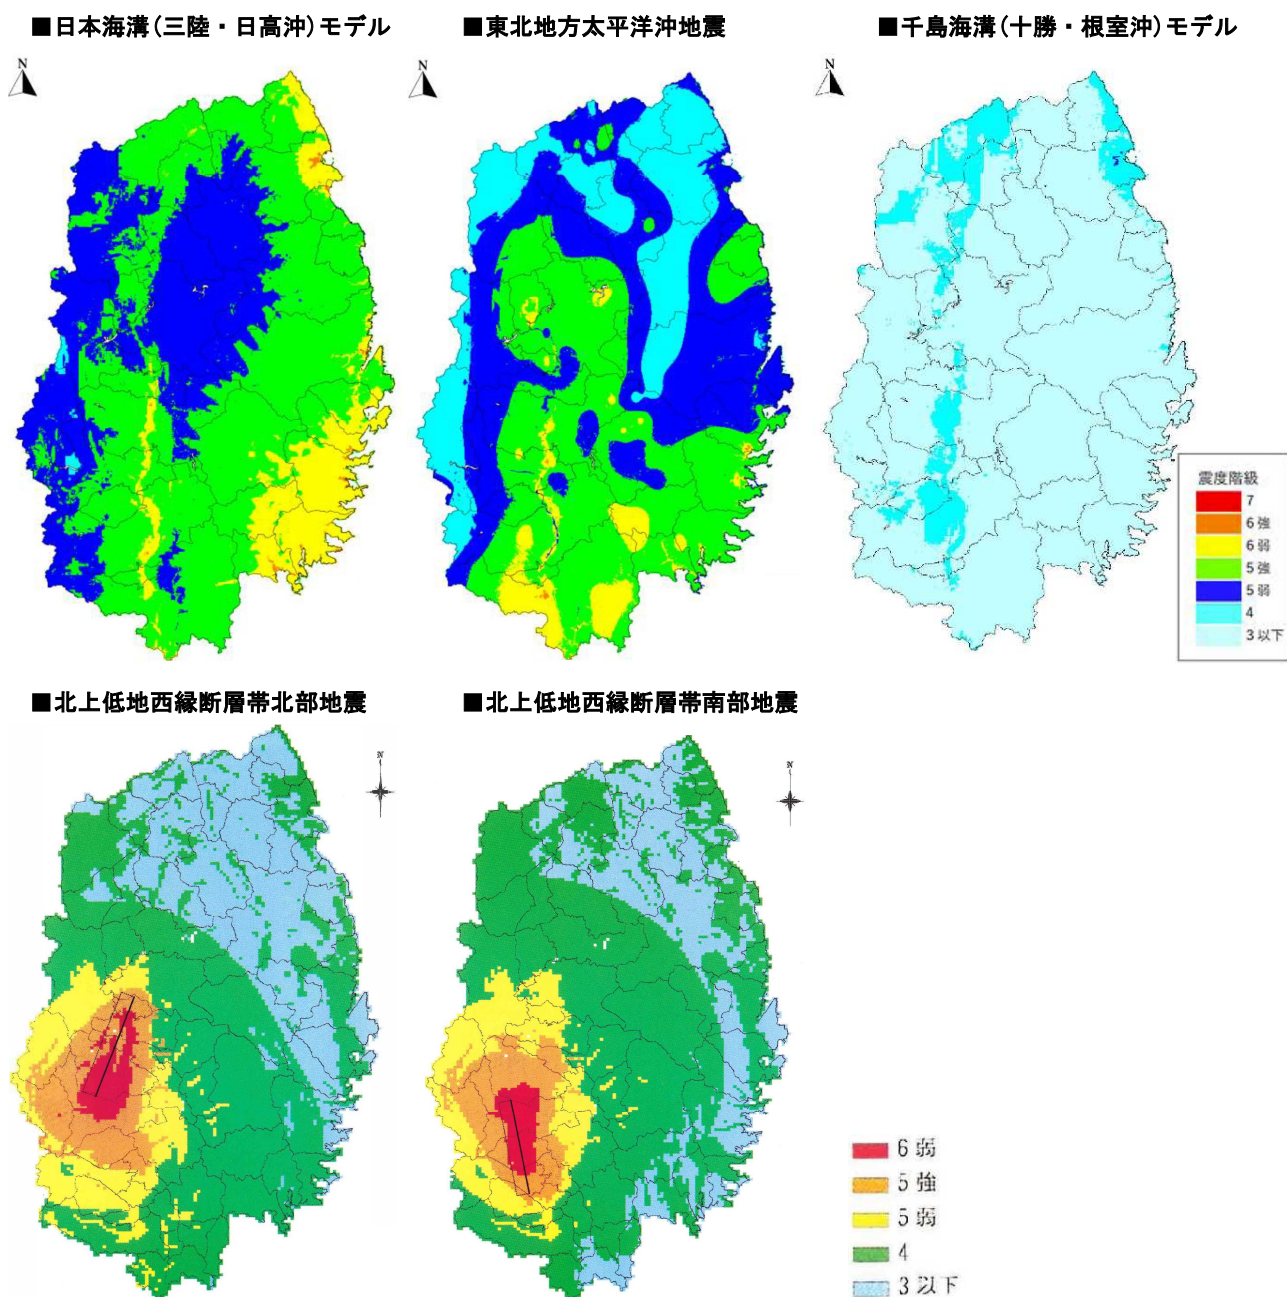 ■日本海溝(三陸・日高沖)モデル
■東北地方太平洋沖地震
■千島海溝(十勝・根室沖)モデル
N
N
N
震度階級
7
6強
6弱
5強
5弱
4
3以下
■北上低地西縁断層帯北部地震
■北上低地西縁断層帯南部地震
N
N
6弱
5強
5弱
4
3以下